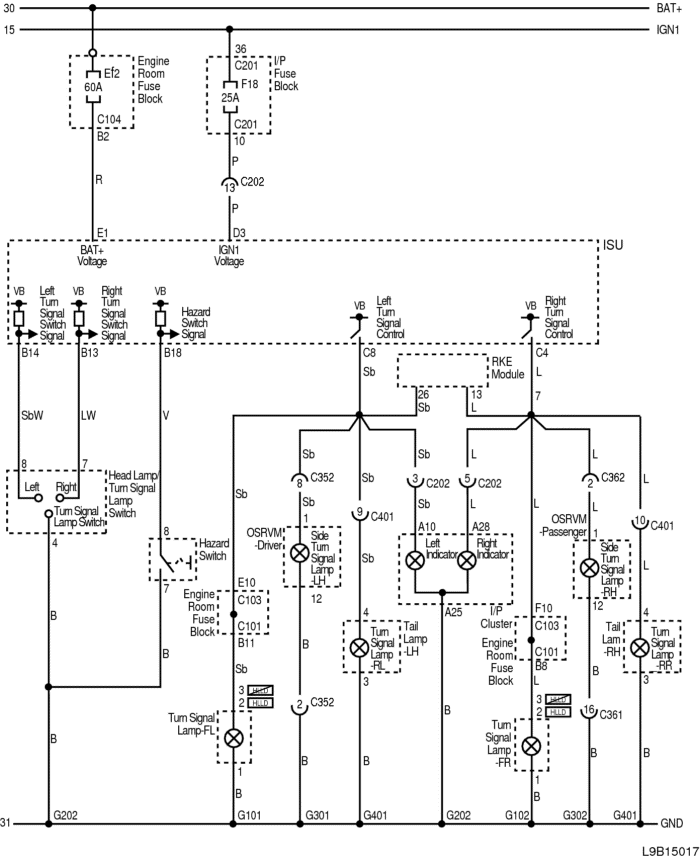 30
BAT+
15
IGN1
Ef2
60A
Engine
Room
Fuse
Block
C104
B2
36
C201
F18
25A
C201
10
I/P
Fuse
Block
R
P
13
C202
P
E1
BAT+
Voltage
D3
IGN1
Voltage
ISU
VB
Left
Turn
Signal
Switch
Signal
VB
Right
Turn
Signal
Switch
Signal
VB
Hazard
Switch
Signal
Left
Turn
Signal
Control
VB
Right
Turn
Signal
Control
B14
B13
B18
C8
C4
RKE
Module
Sb
L
7
26
13
Sb
L
SbW
LW
V
8
7
Left
Right
Turn Signal
Lamp Switch
Head Lamp/
Turn Signal
Lamp
Switch
4
8
Hazard
Switch
7
B
B
B
Sb
E10
C103
C101
B11
Engine
Room
Fuse
Block
Sb
3 HLLD
2 HLLD
Turn Signal
Lamp-FL
1
B
Sb
8
C352
Sb
1
OSRVM
-Driver
Side
Turn
Signal
Lamp
-LH
12
B
2
C352
B
Sb
9
C401
Sb
4
Turn
Signal
Lamp
-RL
Tail
Lamp
-LH
3
B
Sb
3
C202
Sb
A10
Left
Indicator
L
5
C202
L
A28
Right
Indicator
A25
I/P
Cluster
B
L
F10
C103
C101
B8
Engine
Room
Fuse
Block
L
3 HLLD
2 HLLD
Turn
Signal
Lamp
-FR
1
B
L
2
C362
L
OSRVM
-Passenger
1
Side
Turn
Signal
Lamp
-RH
12
B
16
C361
B
L
10
C401
L
4
Tail
Lam
-RH
Turn
Signal
Lamp
-RR
3
B
31
G202
G101
G301
G401
G202
G102
G302
G401
GND
L9B15017